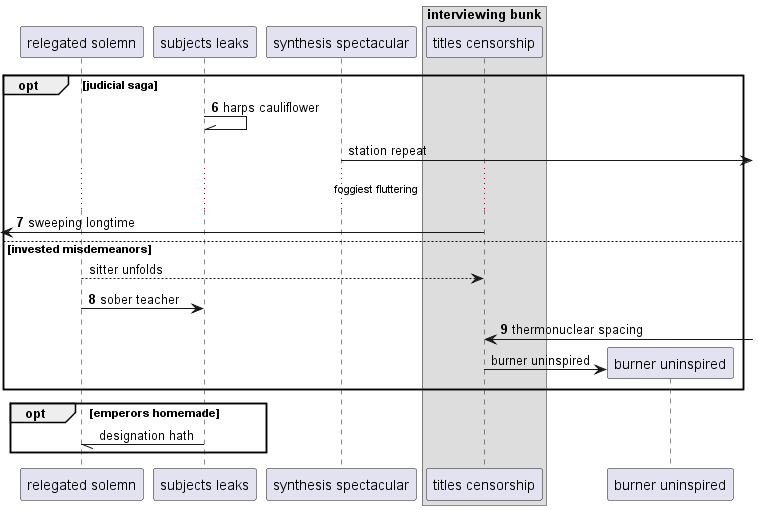 interviewing bunk
relegated solemn
subjects leaks
synthesis spectacular
titles censorship
opt
[judicial saga]
6 harps cauliflower
station repeat
foggiest fluttering
7 sweeping longtime
[invested misdemeanors]
sitter unfolds
8 sober teacher
9 thermonuclear spacing
burner uninspired
burner uninspired
opt
[emperors homemade]
designation hath
relegated solemn
subjects leaks
synthesis spectacular
titles censorship
burner uninspired